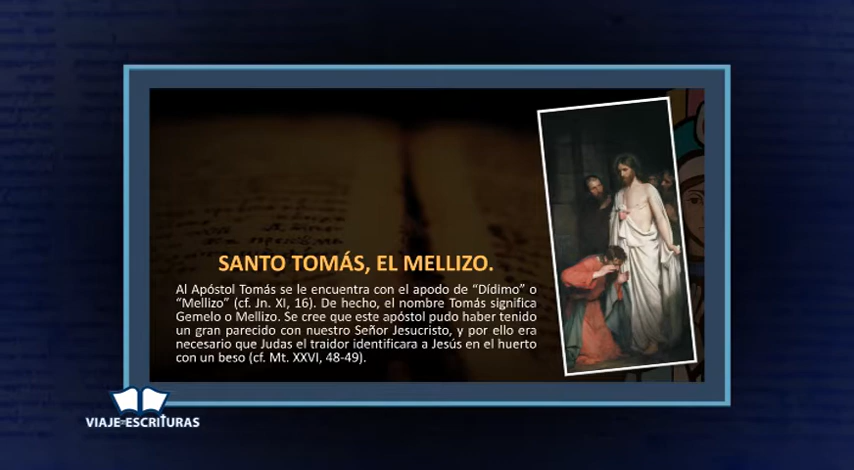 SANTO TOMÁS, EL MELLIZO.
Al Apóstol Tomás se le encuentra con el apodo de “Dídimo” o
“Mellizo” (cf. Jn. XI, 16). De hecho, el nombre Tomás significa
Gemelo o Mellizo. Se cree que este apóstol pudo haber tenido
un gran parecido con nuestro Señor Jesucristo, y por ello era
necesario que Judas el traidor identificara a Jesús en el huerto
con un beso (cf. Mt. XXVI, 48-49).
VIAJE ESCRITURAS